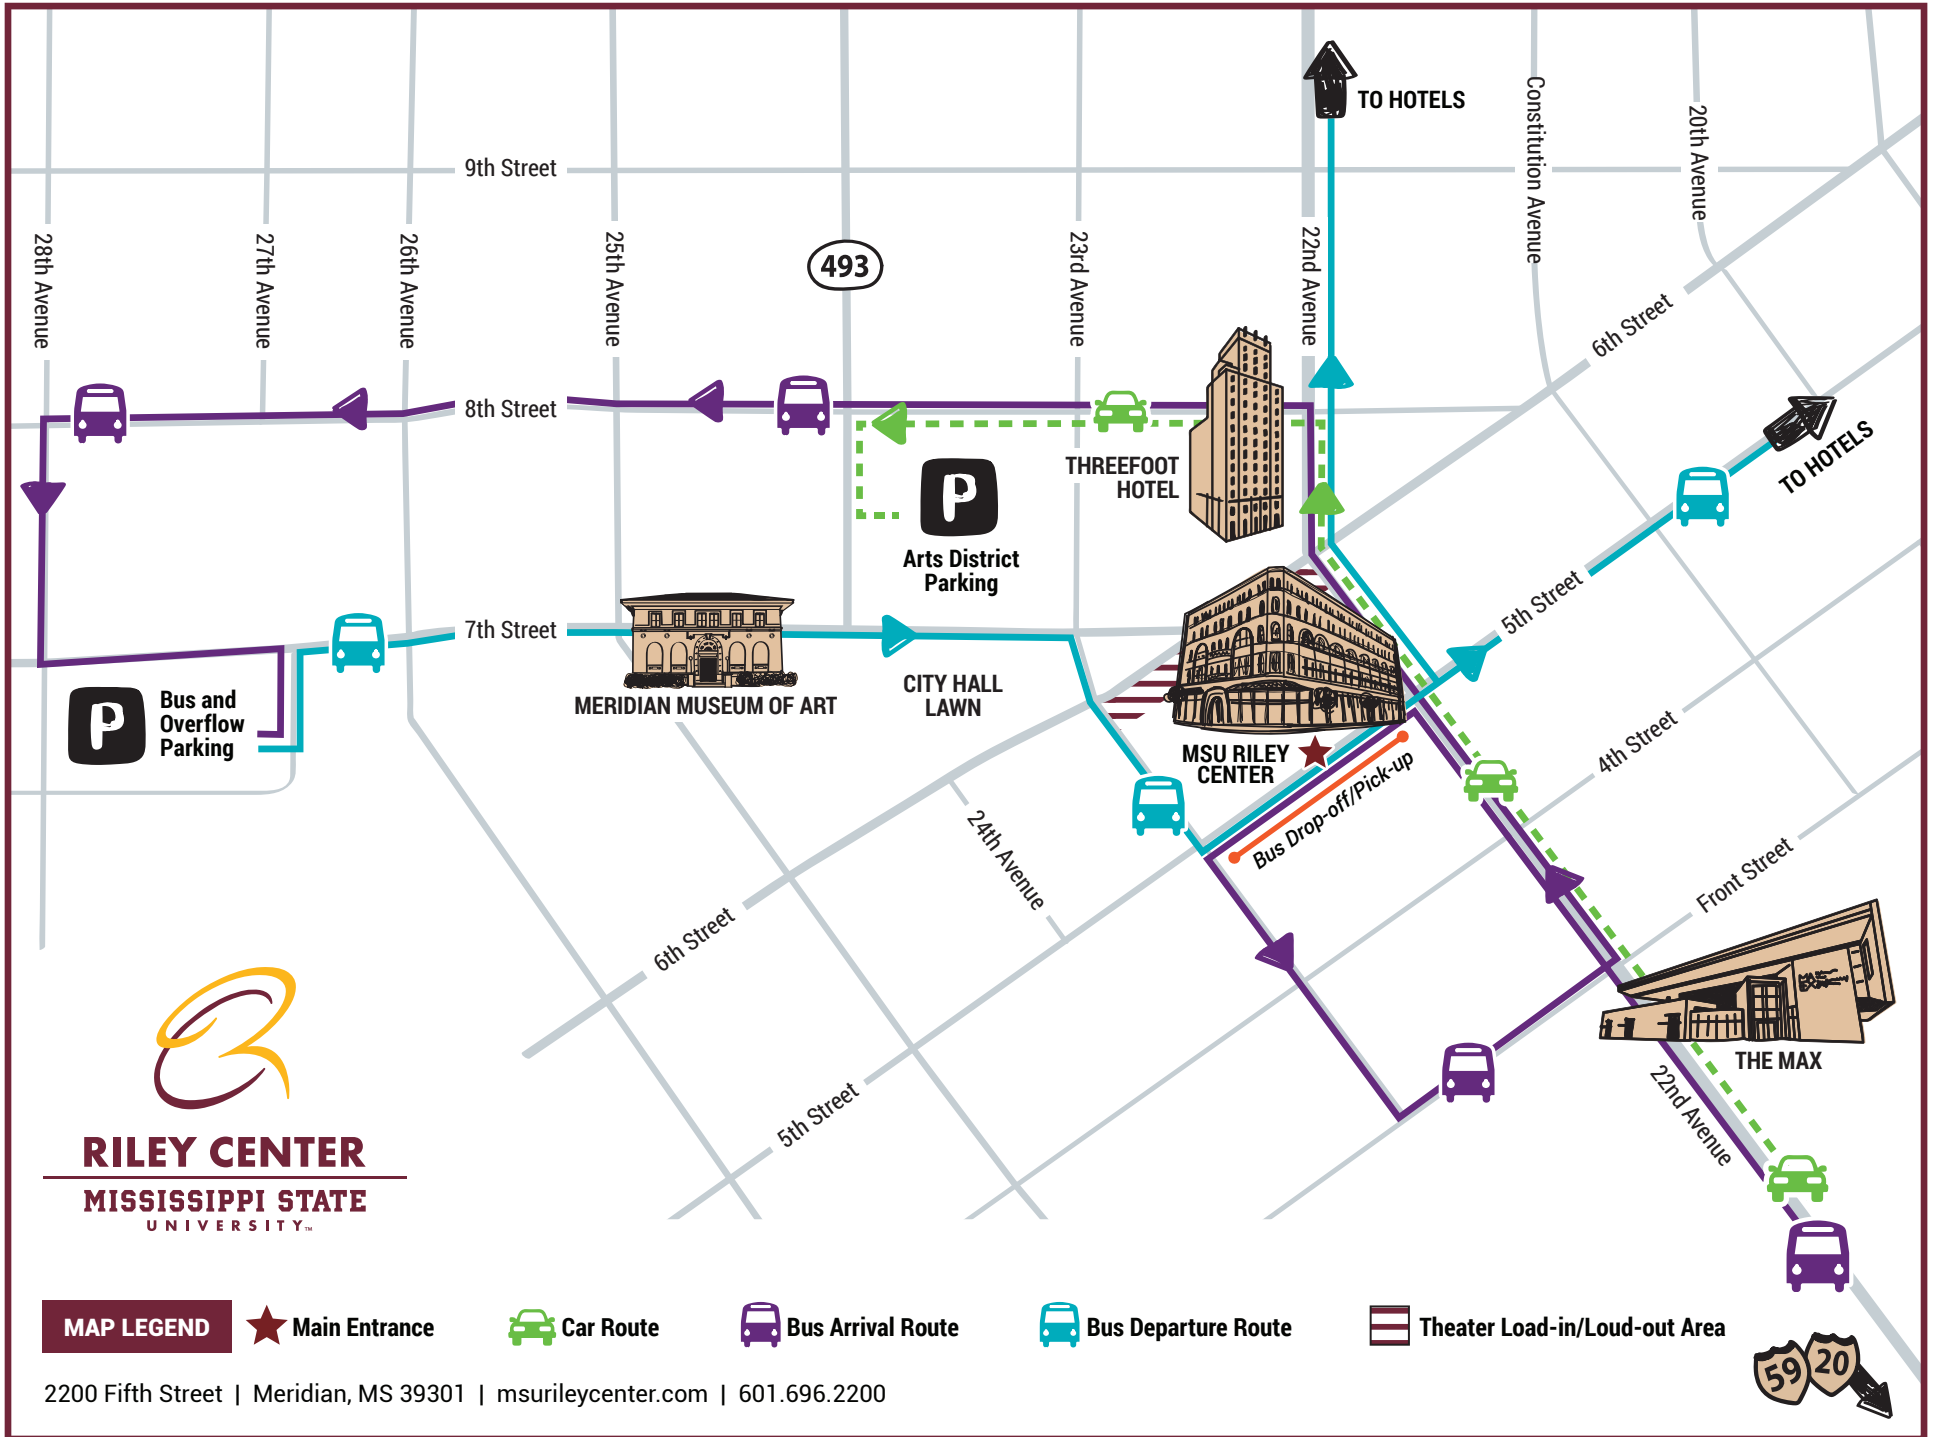 TO HOTELS
Constitution Avenue
20th Avenue
9th Street
28th Avenue
27th Avenue
26th Avenue
25th Avenue
493
23rd Avenue
22nd Avenue
6th Street
8th Street
TO HOTELS
THREEFOOT
HOTEL
P
Arts District
Parking
7th Street
5th Street
P
Bus and
Overflow
Parking
MERIDIAN MUSEUM OF ART
CITY HALL
LAWN
MSU RILEY
CENTER
Bus Drop-off/Pick-up
4th Street
24th Avenue
Front Street
6th Street
THE MAX
22nd Avenue
5th Street
RILEY CENTER
MISSISSIPPI STATE
UNIVERSITY™
MAP LEGEND
Main Entrance
Car Route
Bus Arrival Route
Bus Departure Route
Theater Load-in/Loud-out Area
59
20
2200 Fifth Street | Meridian, MS 39301 | msurileycenter.com | 601.696.2200